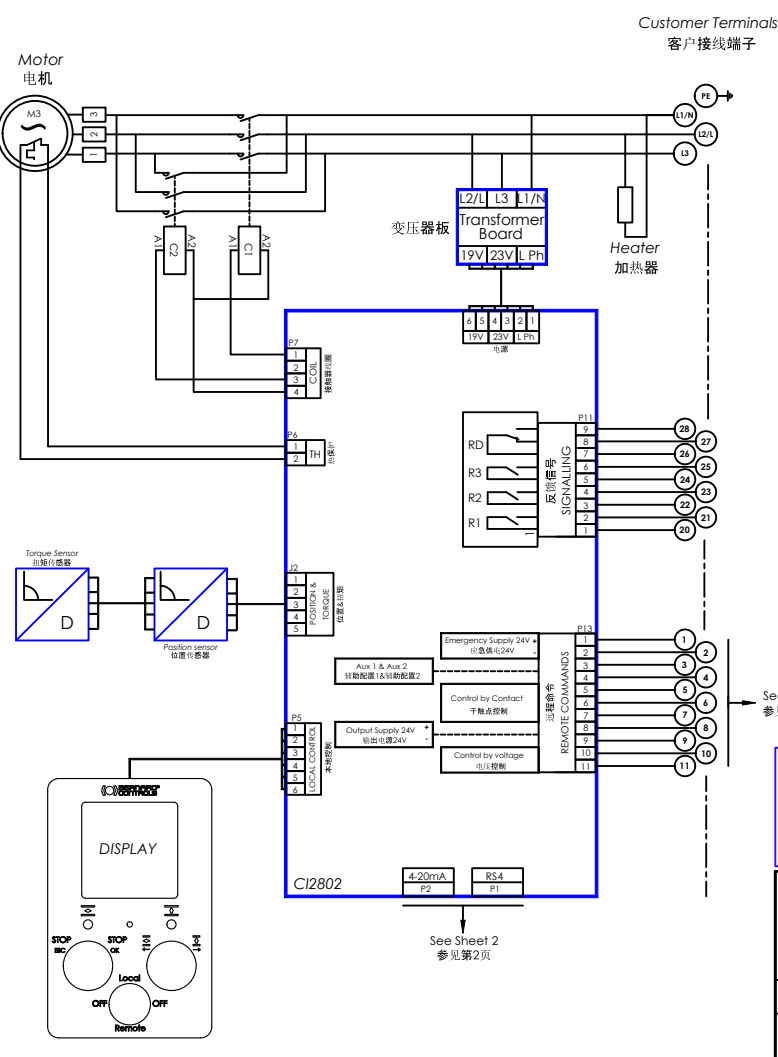 Customer Terminals
客户接线端子
Motor
电机
M3
3
2
1
PE
L1/N
L2/L
L3
A1
C2
A2
A1
C1
A2
变压器板
L2/L L3 L1/N
Transformer
Board
19V 23V L Ph
Heater
加热器
6 5 4 3 2 1
19V 23V L Ph
电源
P7
1
2
3
4
COIL
接触器线圈
P6
1
2
TH
热保护
P11
9
8
7
6
5
4
3
2
1
反馈信号
SIGNALLING
RD
R3
R2
R1
28
27
26
25
24
23
22
21
20
Torque Sensor
扭矩传感器
D
D
Position sensor
位置传感器
J2
1
2
3
4
5
POSITION &
TORQUE
位置&扭矩
P13
1
2
3
4
5
6
7
8
9
10
11
远程命令
REMOTE COMMANDS
Emergency Supply 24V +
应急供电24V -
Aux 1 & Aux 2
辅助配置1&辅助配置2
Control by Contact
干触点控制
Output Supply 24V +
输出电源24V -
Control by voltage
电压控制
1
2
3
4
5
6
7
8
9
10
11
P5
1
2
3
4
5
6
LOCAL CONTROL
本地控制
DISPLAY
STOP
ESC
STOP
OK
Local
OFF
OFF
Remote
CI2802
4-20mA
P2
RS4
P1
See Sheet 2
参见第2页